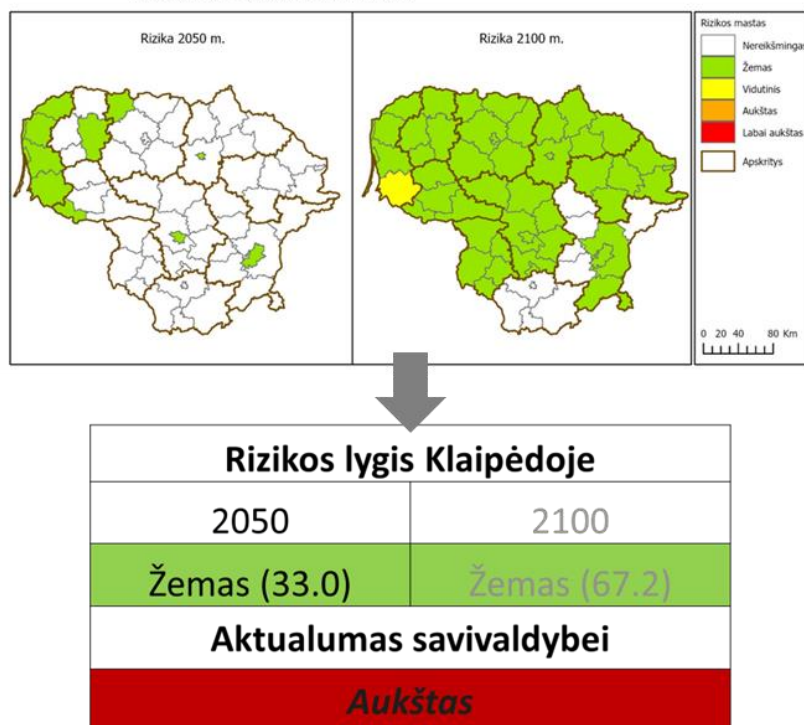 Rizika 2050 m.
Rizika 2100 m.
Rizikos mastas
Nereikšmingas
Žemas
Vidutinis
Aukštas
Labai aukštas
Apskritys
0 20 40 80 Km
Rizikos lygis Klaipėdoje
2050 2100
Žemas (33.0) Žemas (67.2)
Aktualumas savivaldybei
Aukštas